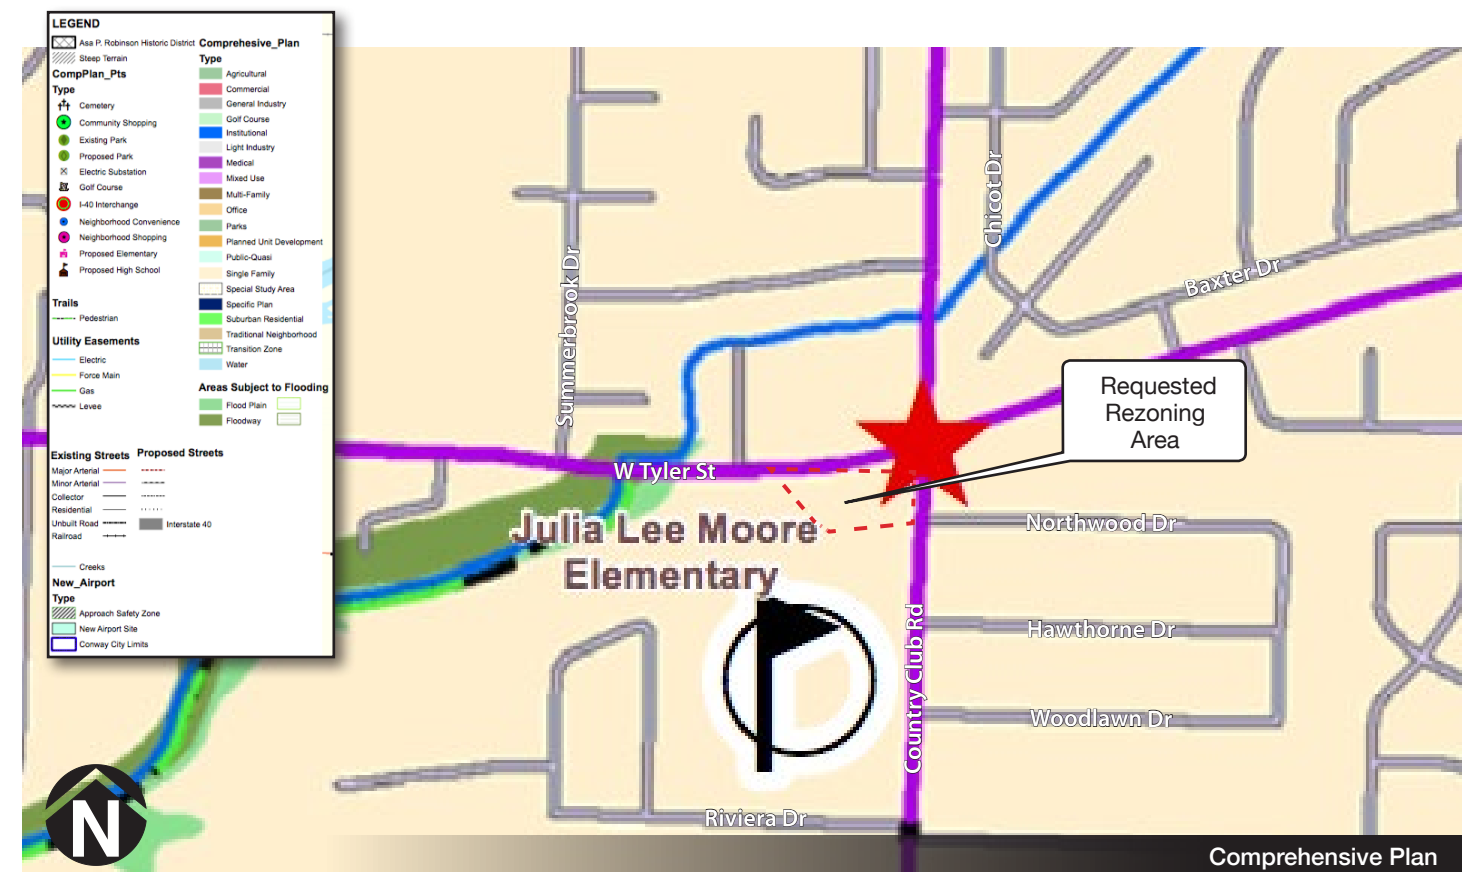 LEGEND
Asa P. Robinson Historic District
Steep Terrain
CompPlan_Pts
Type
Cemetery
Community Shopping
Existing Park
Proposed Park
Electric Substation
Golf Course
I-40 Interchange
Neighborhood Convenience
Neighborhood Shopping
Proposed Elementary
Proposed High School
Trails
Pedestrian
Utility Easements
Electric
Force Main
Gas
Levee
Comprehesive_Plan
Type
Agricultural
Commercial
General Industry
Golf Course
Institutional
Light Industry
Medical
Mixed Use
Multi-Family
Office
Parks
Planned Unit Development
Public-Quasi
Single Family
Special Study Area
Specific Plan
Suburban Residential
Traditional Neighborhood
Transition Zone
Water
Areas Subject to Flooding
Flood Plain
Floodway
Existing Streets Proposed Streets
Major Arterial
Minor Arterial
Collector
Residential
Unbuilt Road
Interstate 40
Railroad
Creeks
New_Airport
Type
Approach Safety Zone
New Airport Site
Conway City Limits
Summerbrook Dr
Chicot Dr
Baxter Dr
Requested
Rezoning
Area
W Tyler St
Julia Lee Moore
Elementary
Northwood Dr
Hawthorne Dr
Country Club Rd
Woodlawn Dr
Riviera Dr
N
Comprehensive Plan